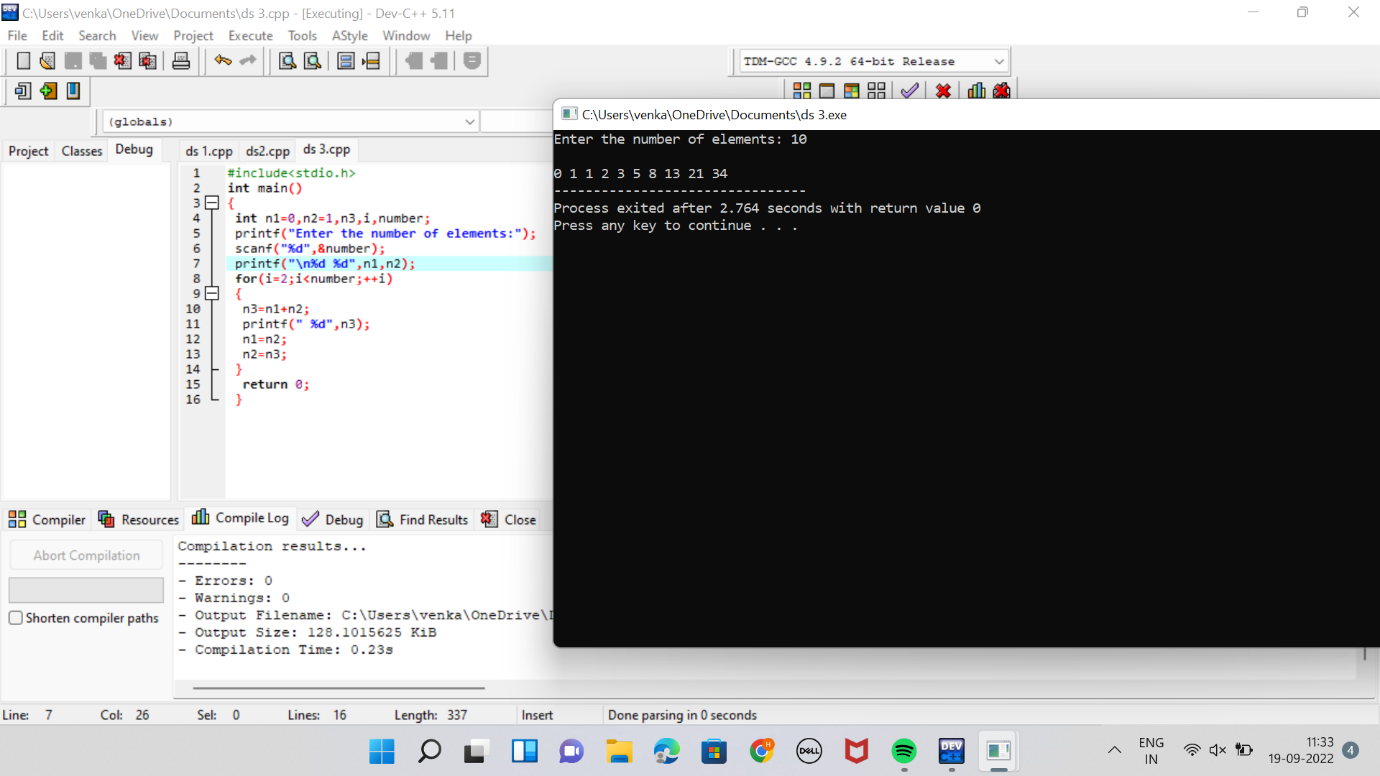 C:\Users\venka\OneDrive\Documents\ds 3.cpp - [Executing] - Dev-C++ 5.11
File Edit Search View Project Execute Tools AStyle Window Help
TDM-GCC 4.9.2 64-bit Release
(globals)
Project Classes Debug
ds 1.cpp ds2.cpp ds 3.cpp
1 #include<stdio.h>
2 int main()
3 {
4 int n1=0,n2=1,n3,i,number;
5 printf("Enter the number of elements:");
6 scanf("%d",&number);
7 printf("\n%d %d",n1,n2);
8 for(i=2;i<number;++i)
9 {
10 n3=n1+n2;
11 printf(" %d",n3);
12 n1=n2;
13 n2=n3;
14 }
15 return 0;
16 }
C:\Users\venka\OneDrive\Documents\ds 3.exe
Enter the number of elements: 10
0 1 1 2 3 5 8 13 21 34
--------------------------------
Process exited after 2.764 seconds with return value 0
Press any key to continue . . .
Compiler Resources Compile Log Debug Find Results Close
Abort Compilation
Shorten compiler paths
Compilation results...
--------
- Errors: 0
- Warnings: 0
- Output Filename: C:\Users\venka\OneDrive\
- Output Size: 128.1015625 KiB
- Compilation Time: 0.23s
Line: 7 Col: 26 Sel: 0 Lines: 16 Length: 337 Insert Done parsing in 0 seconds
DELL
DEV
ENG
IN
11:33
19-09-2022
4